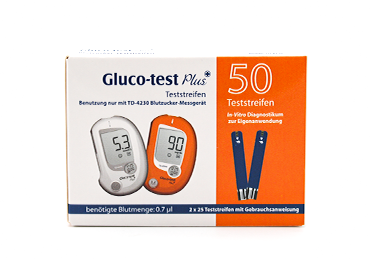 Gluco-test Plus
Teststreifen
Benutzung nur mit TD-4230 Blutzucker-Messgerät
50
Teststreifen
In-Vitro Diagnostikum
zur Eigenanwendung
5.3
90
benötigte Blutmenge: 0.7 µl
2 x 25 Teststreifen mit Gebrauchsanweisung